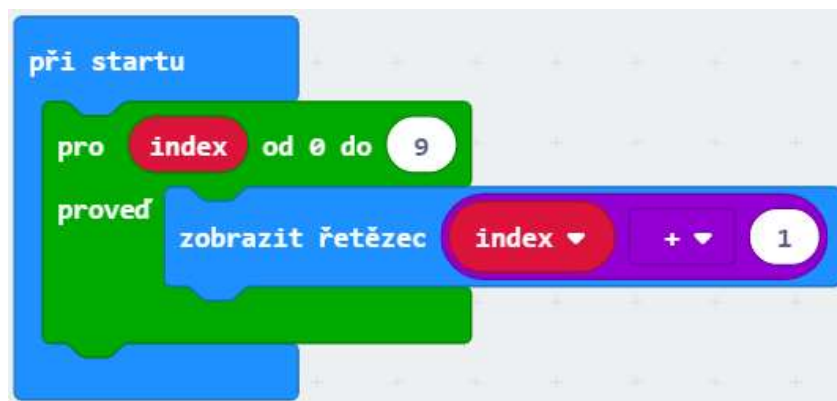 při startu
pro index od 0 do 9
proveď
zobrazit řetězec index + 1